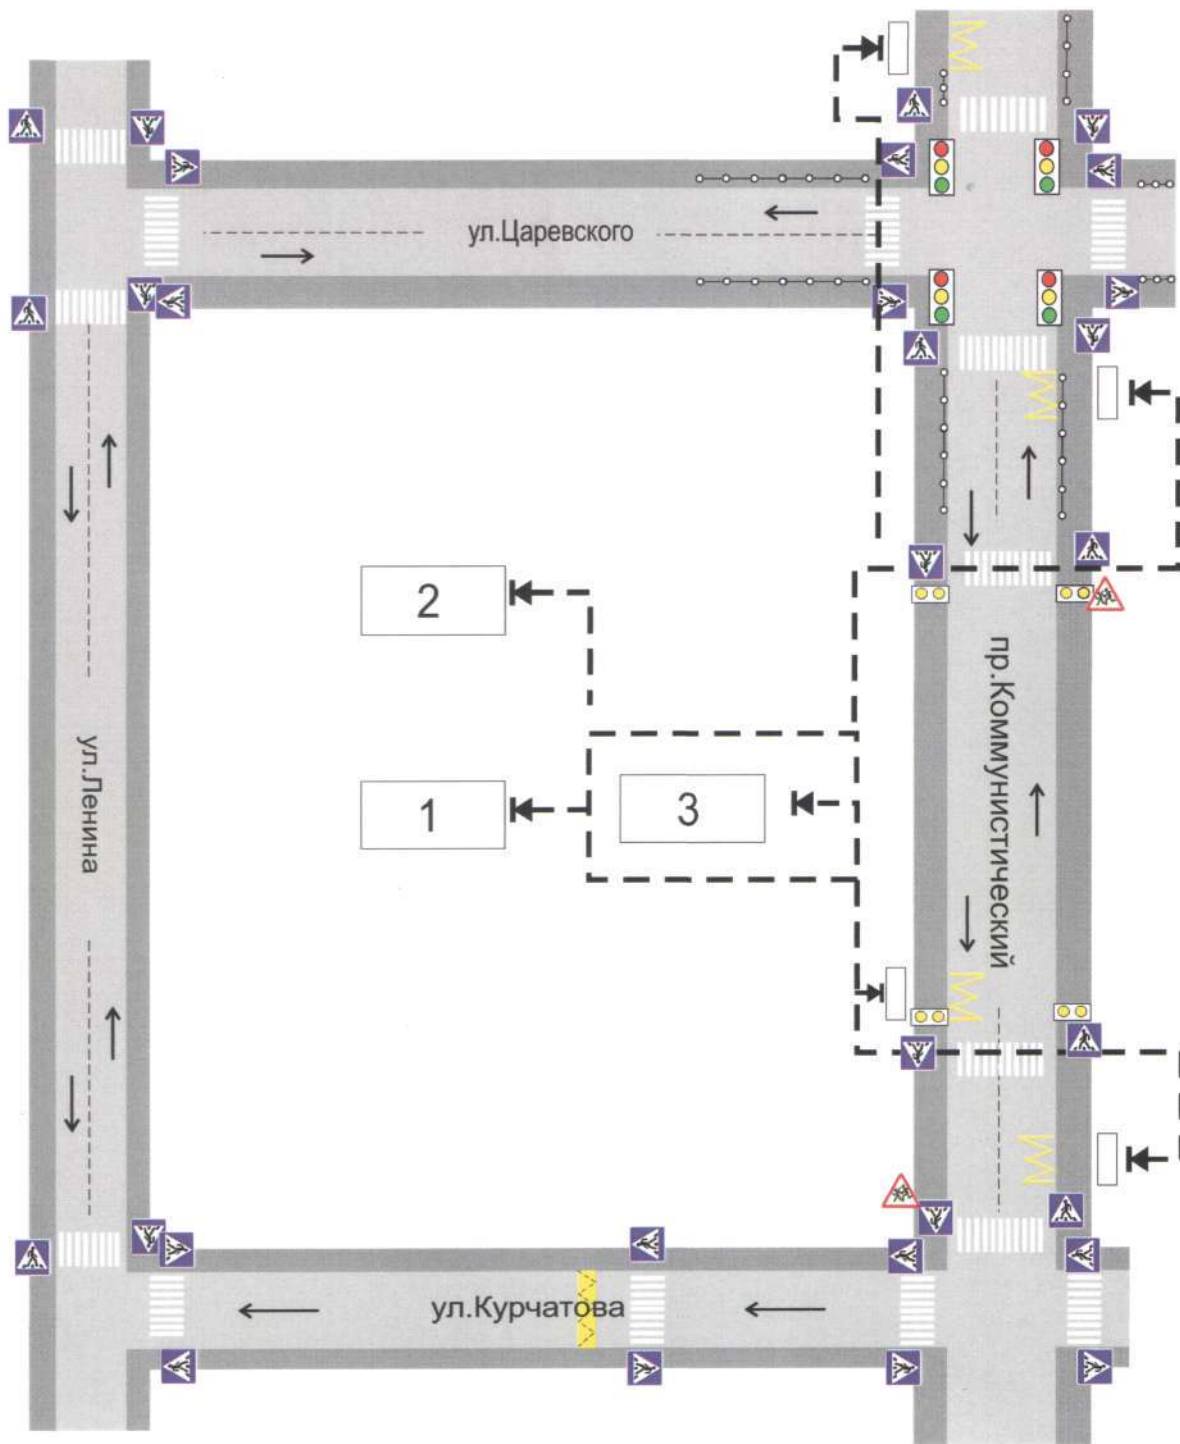 ул.Царевского
2
пр.Коммунистический
ул.Ленина
1
3
ул.Курчатова